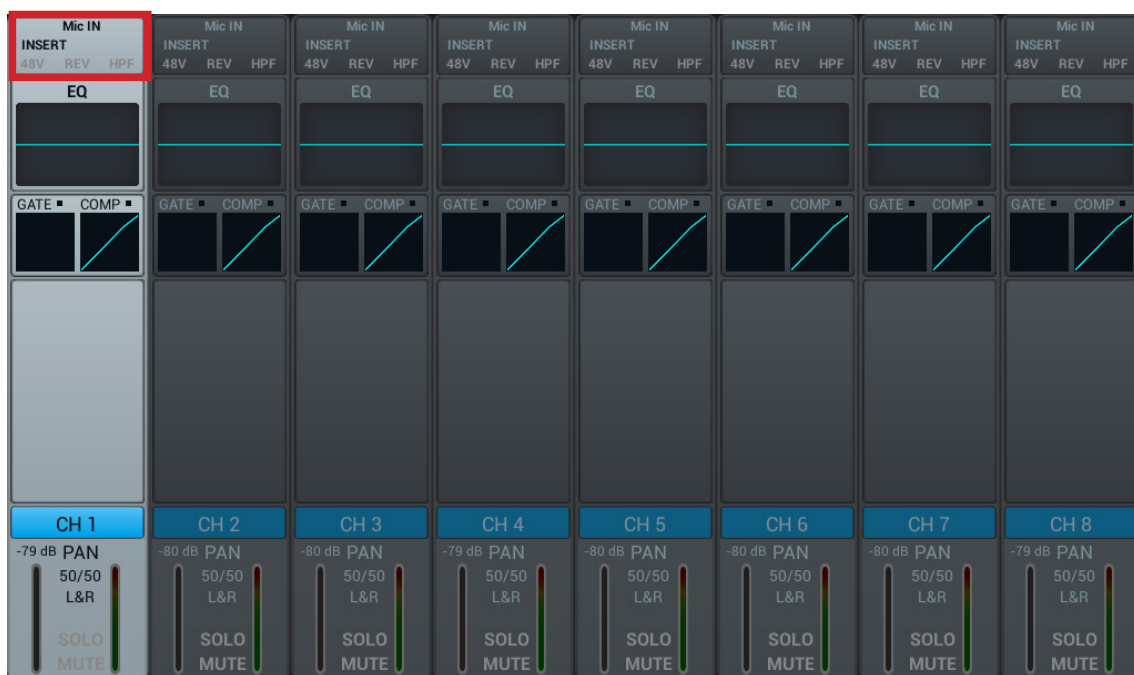 Mic IN Mic IN Mic IN Mic IN Mic IN Mic IN Mic IN Mic IN
INSERT INSERT INSERT INSERT INSERT INSERT INSERT INSERT
48V REV HPF 48V REV HPF 48V REV HPF 48V REV HPF 48V REV HPF 48V REV HPF 48V REV HPF 48V REV HPF
EQ EQ EQ EQ EQ EQ EQ EQ
GATE COMP GATE COMP GATE COMP GATE COMP GATE COMP GATE COMP GATE COMP GATE COMP
CH 1 CH 2 CH 3 CH 4 CH 5 CH 6 CH 7 CH 8
-79 dB PAN -80 dB PAN -80 dB PAN -79 dB PAN -80 dB PAN -80 dB PAN -80 dB PAN -79 dB PAN
50/50 50/50 50/50 50/50 50/50 50/50 50/50 50/50
L&R L&R L&R L&R L&R L&R L&R L&R
SOLO SOLO SOLO SOLO SOLO SOLO SOLO SOLO
MUTE MUTE MUTE MUTE MUTE MUTE MUTE MUTE